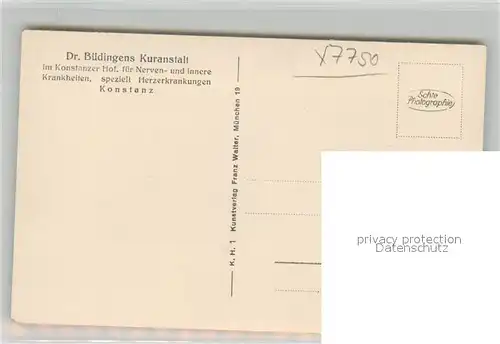 Dr. Büdingens Kuranstalt
im Konstanzer Hof, für Nerven- und innere
Krankheiten, speziell Herzerkrankungen
Konstanz
K. H. 1 Kunstverlag Franz Walter, München 19
x7750
Echte
Photographie
privacy protection
Datenschutz